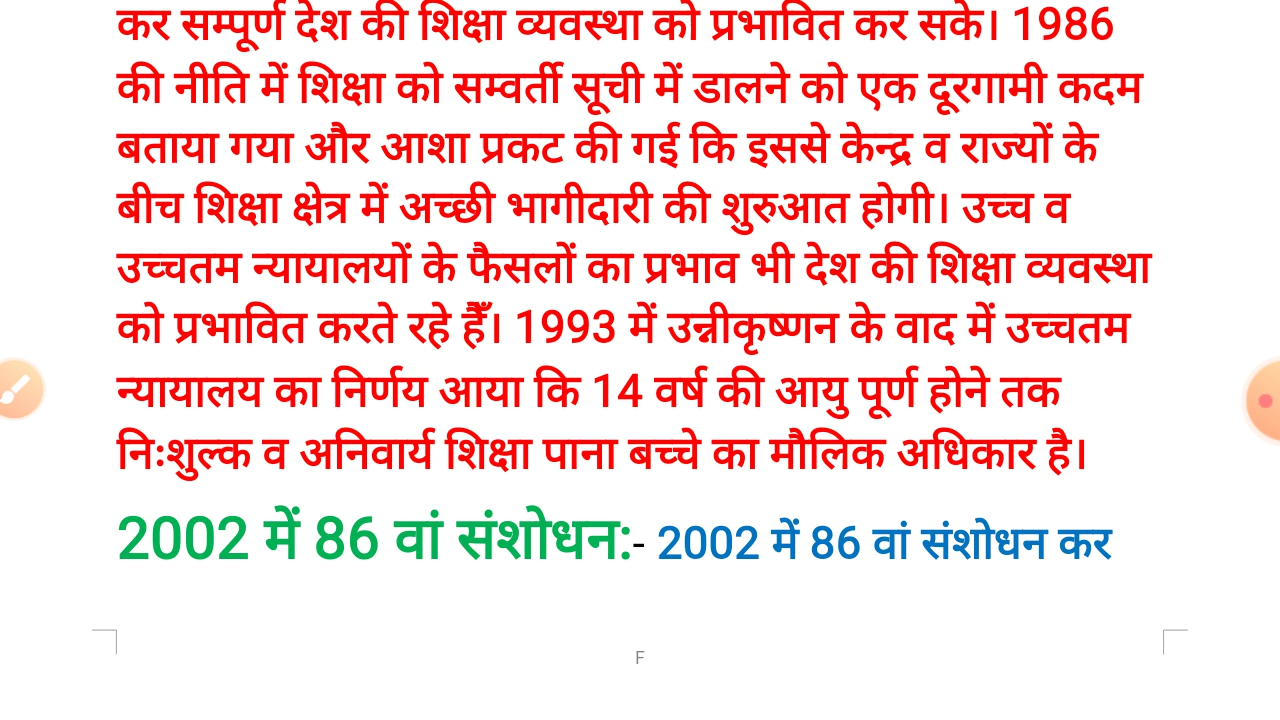 कर सम्पूर्ण देश की शिक्षा व्यवस्था को प्रभावित कर सके। 1986
की नीति में शिक्षा को सम्वर्ती सूची में डालने को एक दूरगामी कदम
बताया गया और आशा प्रकट की गई कि इससे केन्द्र व राज्यों के
बीच शिक्षा क्षेत्र में अच्छी भागीदारी की शुरुआत होगी। उच्च व
उच्चतम न्यायालयों के फैसलों का प्रभाव भी देश की शिक्षा व्यवस्था
को प्रभावित करते रहे हैँ। 1993 में उन्नीकृष्णन के वाद में उच्चतम
न्यायालय का निर्णय आया कि 14 वर्ष की आयु पूर्ण होने तक
निःशुल्क व अनिवार्य शिक्षा पाना बच्चे का मौलिक अधिकार है।
2002 में 86 वां संशोधन:- 2002 में 86 वां संशोधन कर
F